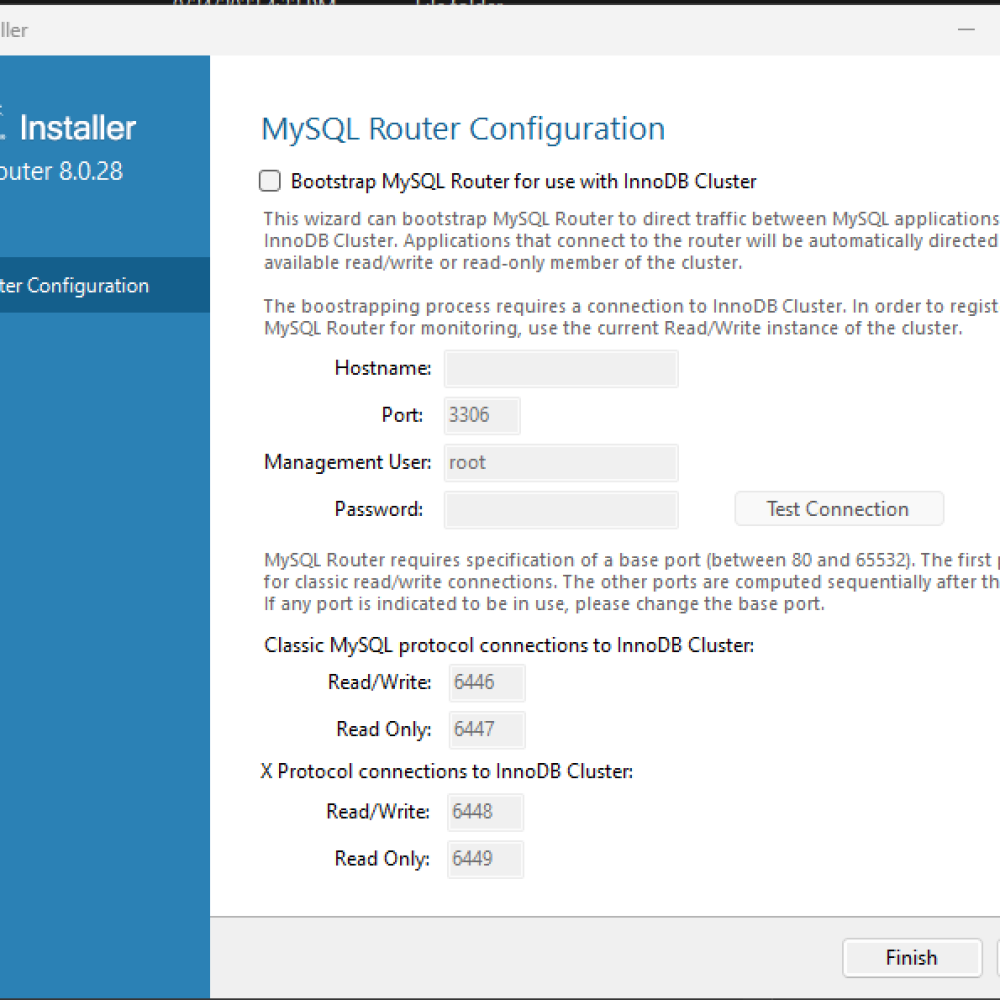 ller
Installer
outer 8.0.28
ter Configuration
MySQL Router Configuration
Bootstrap MySQL Router for use with InnoDB Cluster
This wizard can bootstrap MySQL Router to direct traffic between MySQL applications
InnoDB Cluster. Applications that connect to the router will be automatically directed
available read/write or read-only member of the cluster.
The boostrapping process requires a connection to InnoDB Cluster. In order to regist
MySQL Router for monitoring, use the current Read/Write instance of the cluster.
Hostname:
Port: 3306
Management User: root
Password: Test Connection
MySQL Router requires specification of a base port (between 80 and 65532). The first p
for classic read/write connections. The other ports are computed sequentially after th
If any port is indicated to be in use, please change the base port.
Classic MySQL protocol connections to InnoDB Cluster:
Read/Write: 6446
Read Only: 6447
X Protocol connections to InnoDB Cluster:
Read/Write: 6448
Read Only: 6449
Finish